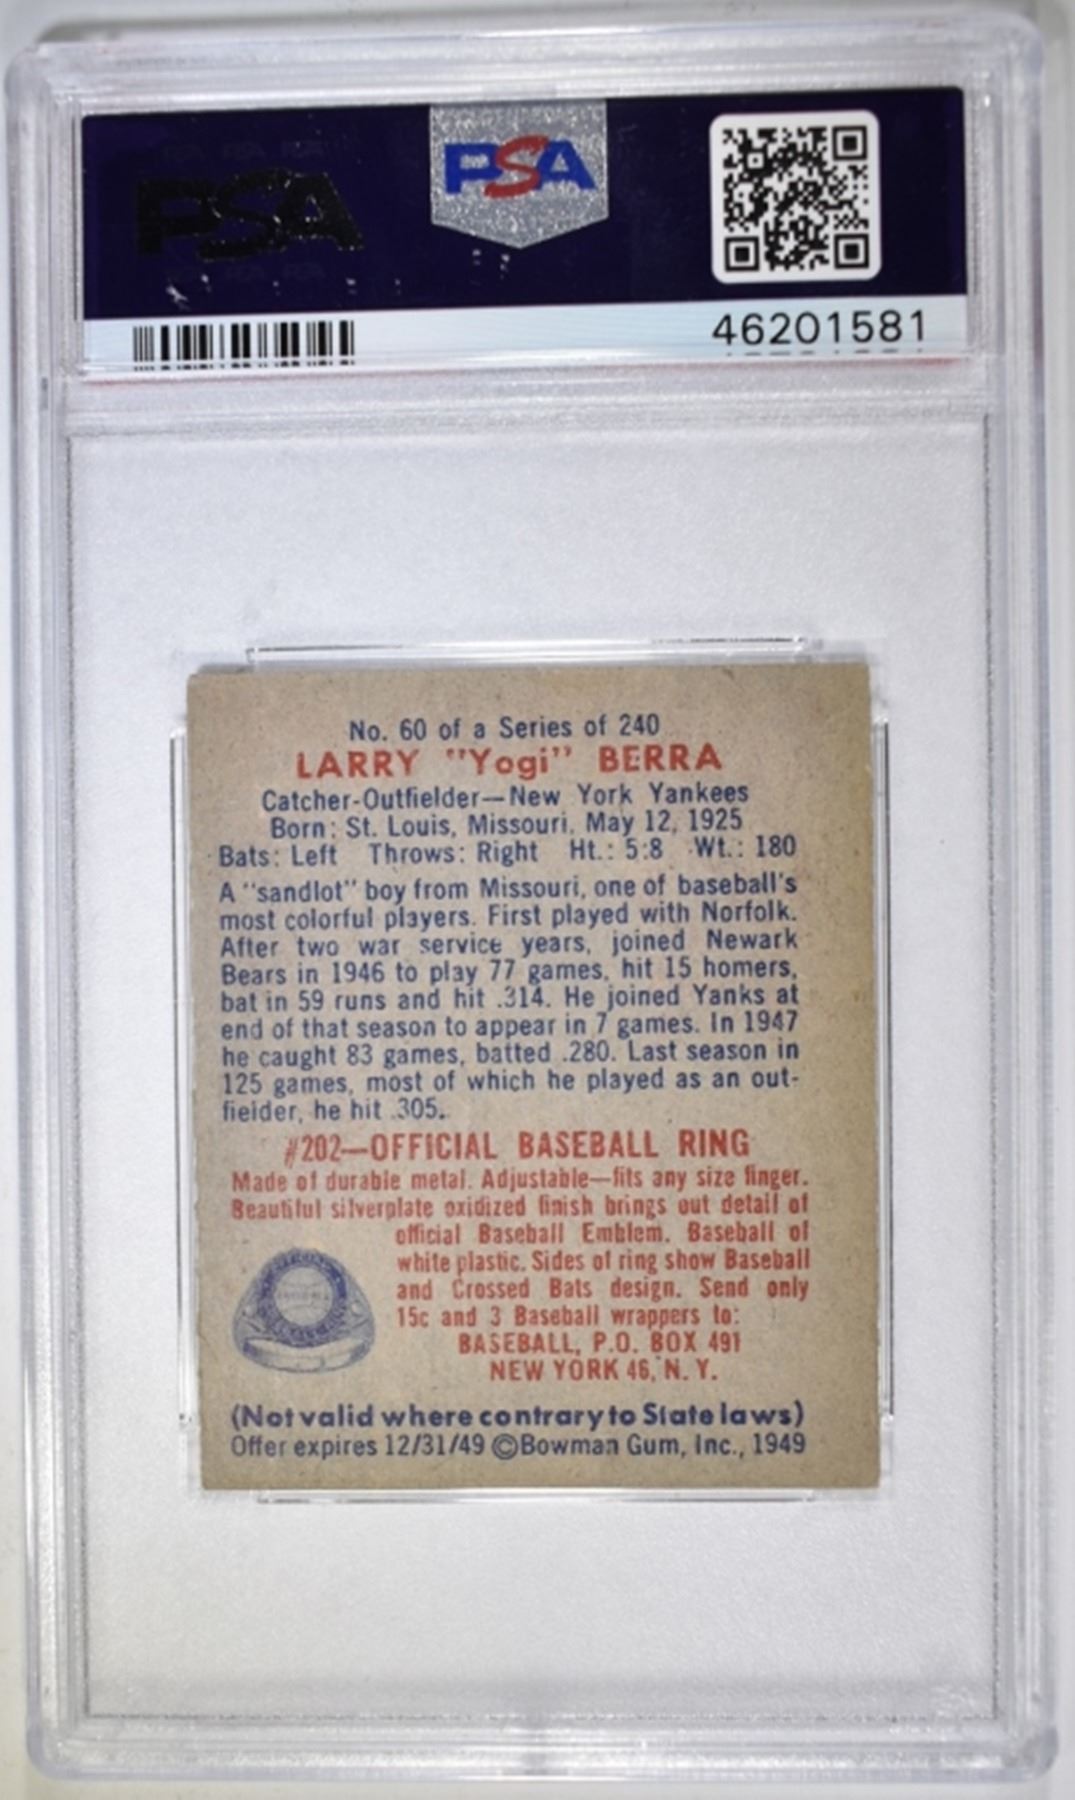 PSA
PSA
46201581
No. 60 of a Series of 240
LARRY "Yogi" BERRA
Catcher-Outfielder—New York Yankees
Born: St. Louis, Missouri, May 12, 1925
Bats: Left Throws: Right Ht.: 5:8 Wt.: 180
A "sandlot" boy from Missouri, one of baseball's
most colorful players. First played with Norfolk.
After two war service years, joined Newark
Bears in 1946 to play 77 games, hit 15 homers,
bat in 59 runs and hit .314. He joined Yanks at
end of that season to appear in 7 games. In 1947
he caught 83 games, batted .280. Last season in
125 games, most of which he played as an out-
fielder, he hit .305.
#202—OFFICIAL BASEBALL RING
Made of durable metal. Adjustable—fits any size finger.
Beautiful silverplate oxidized finish brings out detail of
official Baseball Emblem. Baseball of
white plastic. Sides of ring show Baseball
and Crossed Bats design. Send only
15c and 3 Baseball wrappers to:
BASEBALL, P.O. BOX 491
NEW YORK 46, N. Y.
(Not valid where contrary to State laws)
Offer expires 12/31/49 ©Bowman Gum, Inc., 1949